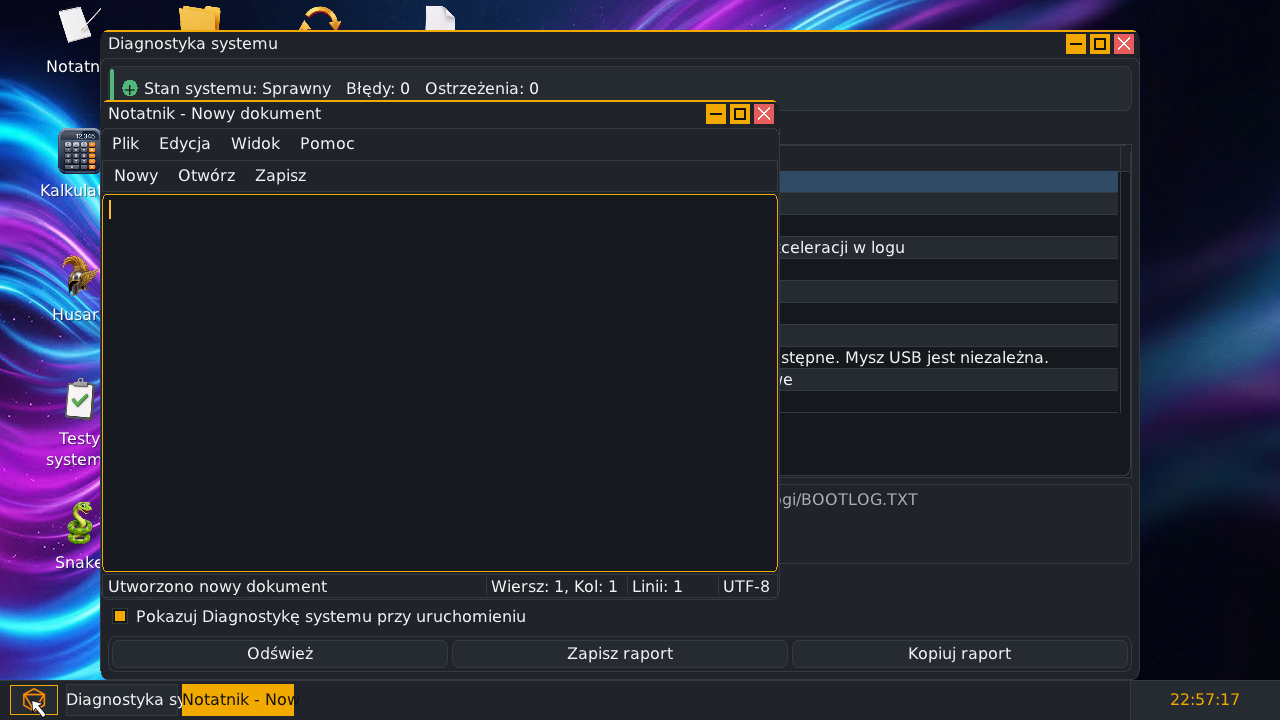 Notatn
Kalkulat
Husar
Testy
system
Snake
Diagnostyka systemu
Stan systemu: Sprawny Błędy: 0 Ostrzeżenia: 0
Notatnik - Nowy dokument
Plik Edycja Widok Pomoc
Nowy Otwórz Zapisz
celeracji w logu
stępne. Mysz USB jest niezależna.
we
ogi/BOOTLOG.TXT
Utworzono nowy dokument Wiersz: 1, Kol: 1 Linii: 1 UTF-8
Pokazuj Diagnostykę systemu przy uruchomieniu
Odśwież Zapisz raport Kopiuj raport
Diagnostyka sy Notatnik - Now 22:57:17